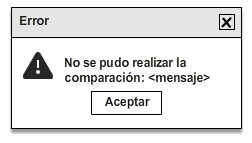 Error
No se pudo realizar la
comparación: <mensaje>
Aceptar